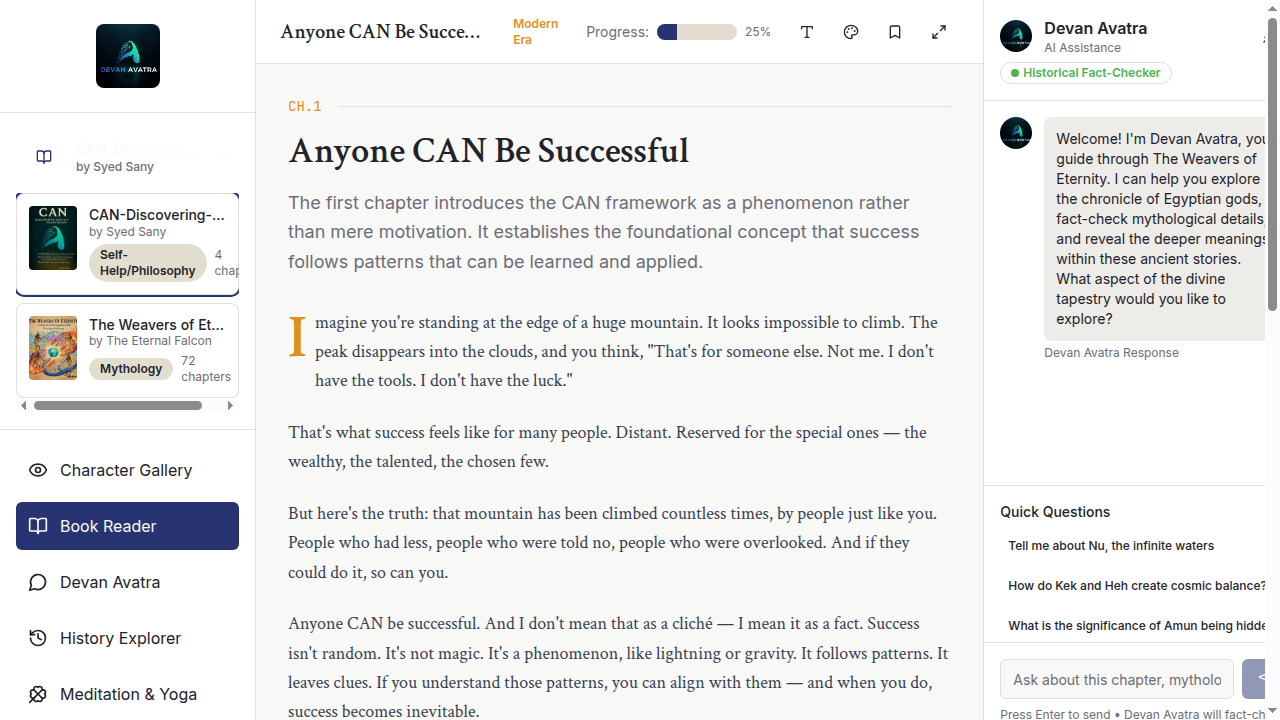 DEVAN AVATRA
by Syed Sany
CAN-Discovering-...
by Syed Sany
Self-
Help/Philosophy
4
chap
The Weavers of Et...
by The Eternal Falcon
Mythology
72
chapters
Character Gallery
Book Reader
Devan Avatra
History Explorer
Meditation & Yoga
Anyone CAN Be Succe...
Modern
Era
Progress:
25%
CH.1
Anyone CAN Be Successful
The first chapter introduces the CAN framework as a phenomenon rather
than mere motivation. It establishes the foundational concept that success
follows patterns that can be learned and applied.
Imagine you're standing at the edge of a huge mountain. It looks impossible to climb. The
peak disappears into the clouds, and you think, "That's for someone else. Not me. I don't
have the tools. I don't have the luck."
That's what success feels like for many people. Distant. Reserved for the special ones — the
wealthy, the talented, the chosen few.
But here's the truth: that mountain has been climbed countless times, by people just like you.
People who had less, people who were told no, people who were overlooked. And if they
could do it, so can you.
Anyone CAN be successful. And I don't mean that as a cliché — I mean it as a fact. Success
isn't random. It's not magic. It's a phenomenon, like lightning or gravity. It follows patterns. It
leaves clues. If you understand those patterns, you can align with them — and when you do,
success becomes inevitable.
Devan Avatra
AI Assistance
Historical Fact-Checker
Welcome! I'm Devan Avatra, you
guide through The Weavers of
Eternity. I can help you explore
the chronicle of Egyptian gods,
fact-check mythological details,
and reveal the deeper meanings
within these ancient stories.
What aspect of the divine
tapestry would you like to
explore?
Devan Avatra Response
Quick Questions
Tell me about Nu, the infinite waters
How do Kek and Heh create cosmic balance?
What is the significance of Amun being hidde
Ask about this chapter, mytholo
Press Enter to send • Devan Avatra will fact-ch